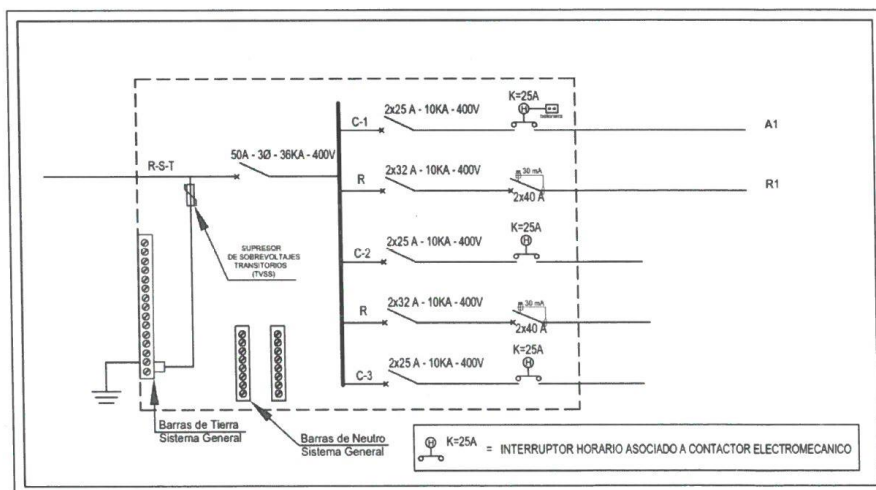 K=25A
H
2x25 A - 10KA - 400V
C-1
A1
50A - 3Ø - 36KA - 400V
R-S-T
2x32 A - 10KA - 400V
30 mA
R
2x40 A
R1
K=25A
H
SUPRESOR
DE SOBREVOLTAJES
TRANSITORIOS
(TVSS)
2x25 A - 10KA - 400V
C-2
2x32 A - 10KA - 400V
30 mA
R
2x40 A
K=25A
H
2x25 A - 10KA - 400V
C-3
Barras de Tierra
Sistema General
Barras de Neutro
Sistema General
H K=25A = INTERRUPTOR HORARIO ASOCIADO A CONTACTOR ELECTROMECANICO